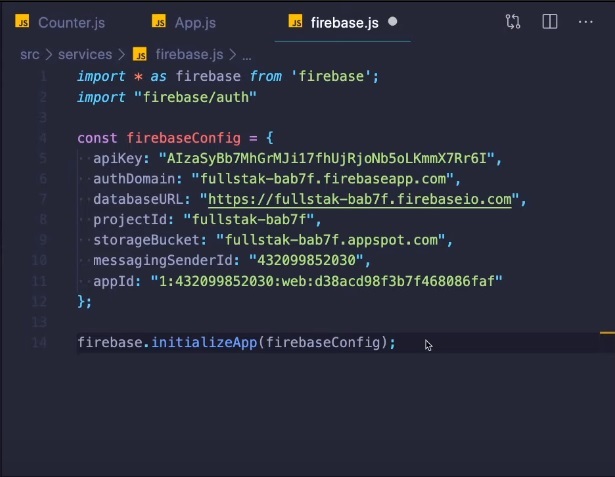 JS Counter.js JS App.js JS firebase.js
src > services > JS firebase.js > ...
1 import * as firebase from 'firebase';
2 import "firebase/auth"
3
4 const firebaseConfig = {
5 apiKey: "AIzaSyBb7MhGrMJi17fhUjRjoNb5oLKmmX7Rr6I",
6 authDomain: "fullstak-bab7f.firebaseapp.com",
7 databaseURL: "https://fullstak-bab7f.firebaseio.com",
8 projectId: "fullstak-bab7f",
9 storageBucket: "fullstak-bab7f.appspot.com",
10 messagingSenderId: "432099852030",
11 appId: "1:432099852030:web:d38acd98f3b7f468086faf"
12 };
13
14 firebase.initializeApp(firebaseConfig);